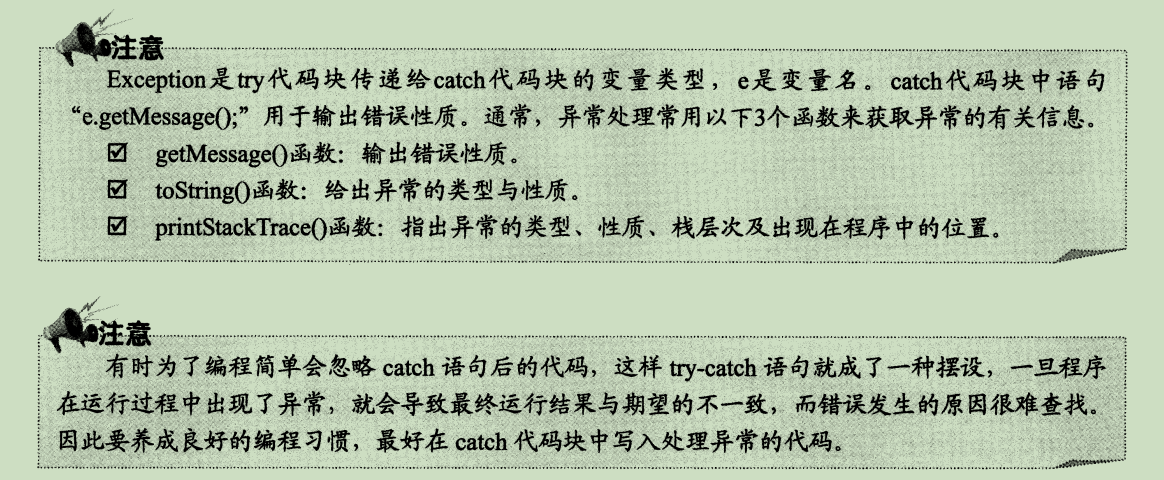 注意
Exception是try代码块传递给catch代码块的变量类型，e是变量名。catch代码块中语句
“e.getMessage();”用于输出错误性质。通常，异常处理常用以下3个函数来获取异常的有关信息。
☑ getMessage()函数：输出错误性质。
☑ toString()函数：给出异常的类型与性质。
☑ printStackTrace()函数：指出异常的类型、性质、栈层次及出现在程序中的位置。
注意
有时为了编程简单会忽略 catch 语句后的代码，这样 try-catch 语句就成了一种摆设，一旦程序
在运行过程中出现了异常，就会导致最终运行结果与期望的不一致，而错误发生的原因很难查找。
因此要养成良好的编程习惯，最好在 catch 代码块中写入处理异常的代码。